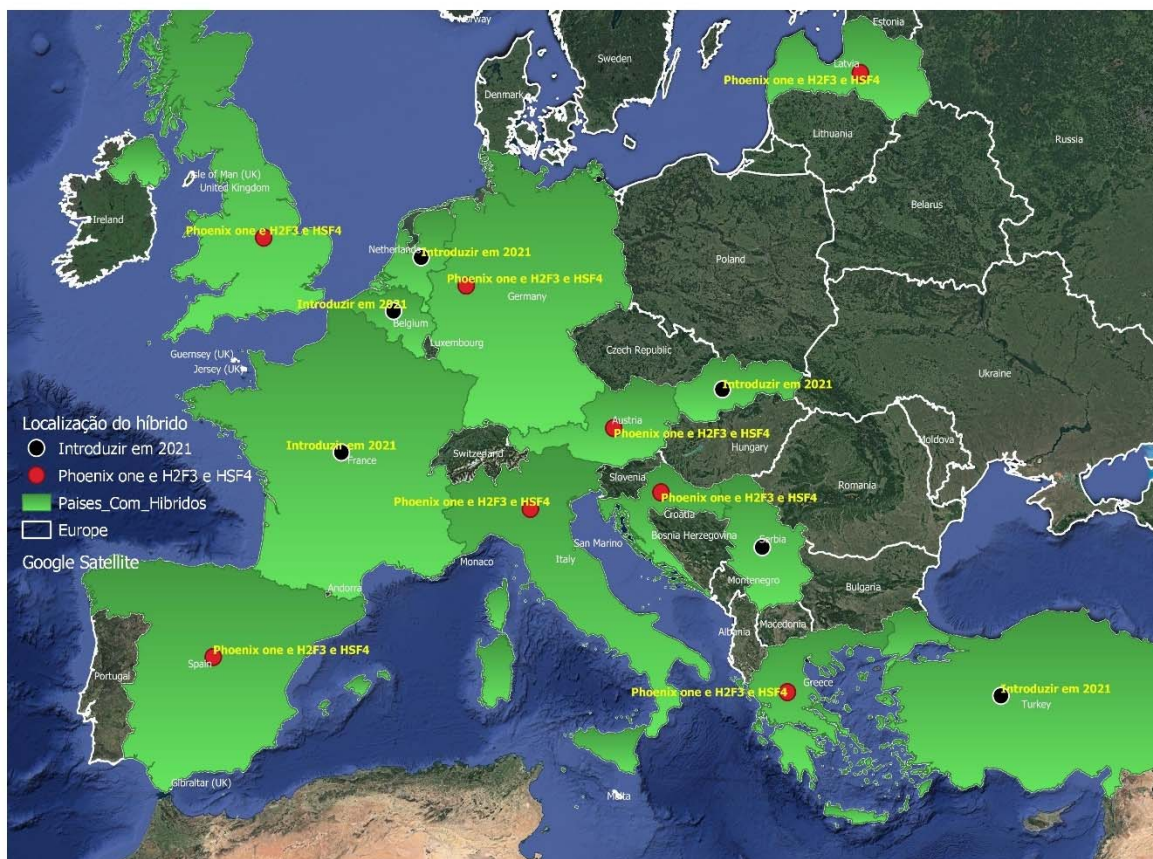 Norway
Estonia
Sweden
Latvia
Phoenix one e H2F3 e HSF4
Denmark
Lithuania
Russia
Isle of Man (UK)
United Kingdom
Belarus
Ireland
Phoenix one e H2F3 e HSF4
Netherlands
Introduzir em 2021
Poland
Phoenix one e H2F3 e HSF4
Germany
Introduzir em 2021
Belgium
Luxembourg
Czech Republic
Guernsey (UK)
Jersey (UK)
Ukraine
Introduzir em 2021
Localização do híbrido
Introduzir em 2021
Phoenix one e H2F3 e HSF4
Paises_Com_Hibridos
Europe
Google Satellite
Austria
Phoenix one e H2F3 e HSF4
Hungary
Moldova
Introduzir em 2021
France
Switzerland
Slovenia
Romania
Phoenix one e H2F3 e HSF4
Phoenix one e H2F3 e HSF4
Croatia
Bosnia Herzegovina
Serbia
San Marino
Italy
Monaco
Montenegro
Bulgaria
Andorra
Macedonia
Albania
Phoenix one e H2F3 e HSF4
Spain
Portugal
Greece
Phoenix one e H2F3 e HSF4
Introduzir em 2021
Turkey
Gibraltar (UK)
Malta